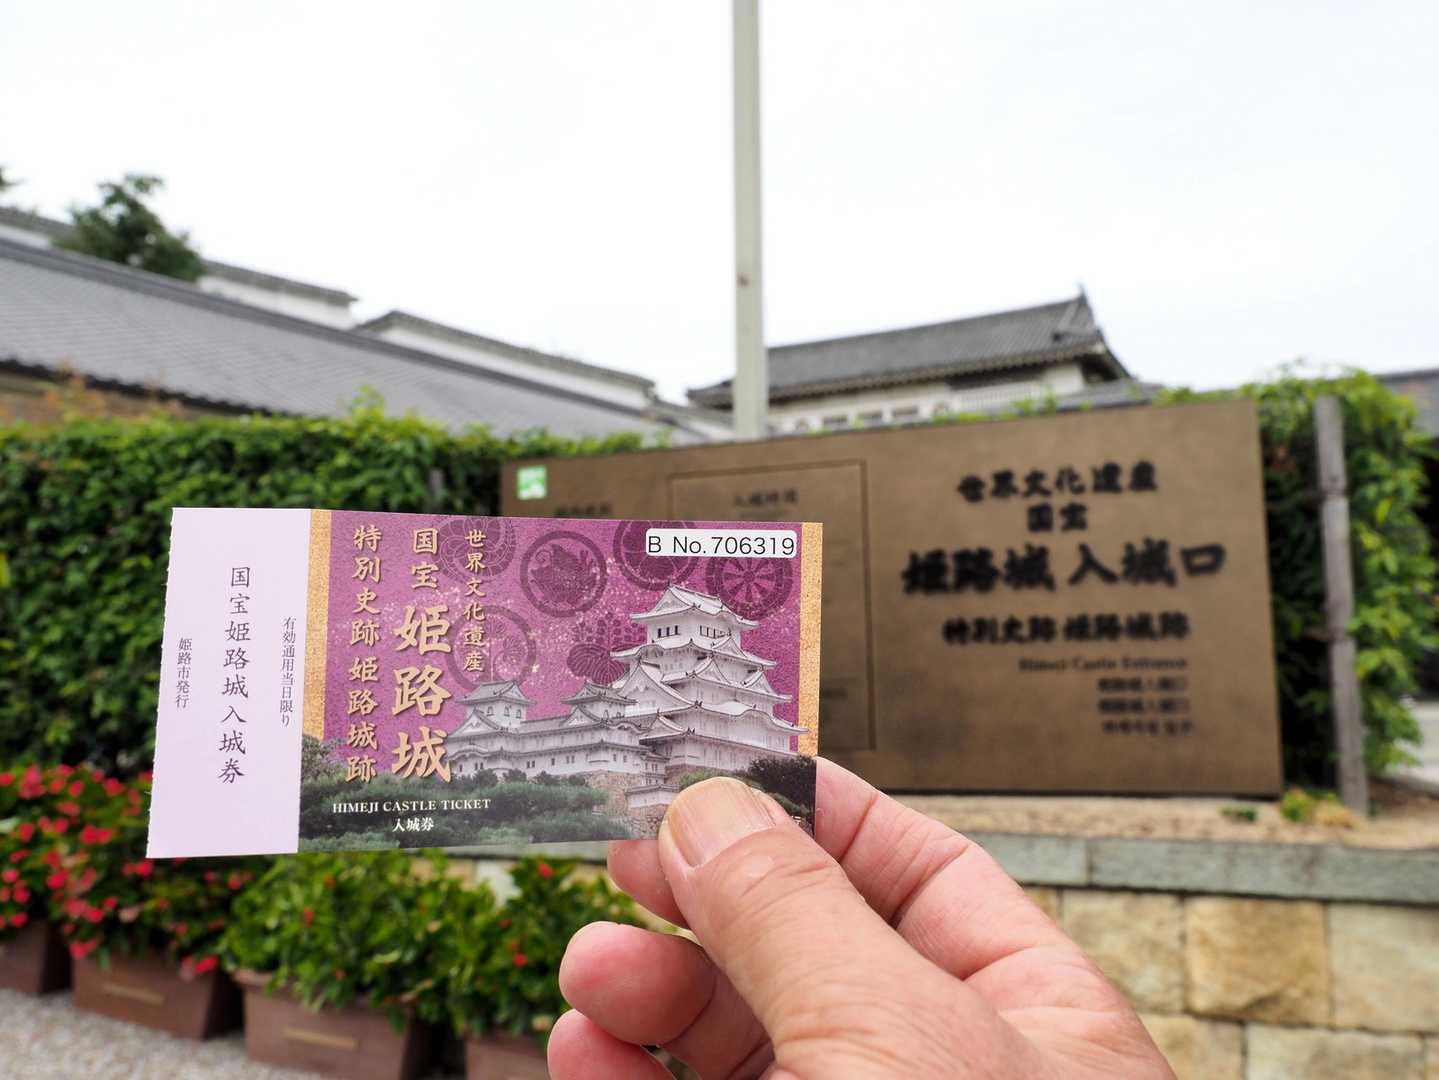 国宝姫路城入城券
有効通用当日限り
姫路市発行
B No.706319
世界文化遺産
国宝 姫路城
特別史跡 姫路城跡
HIMEJI CASTLE TICKET
入城券
世界文化遺産
国宝
姫路城入城口
特別史跡 姫路城跡
Himeji Castle Entrance